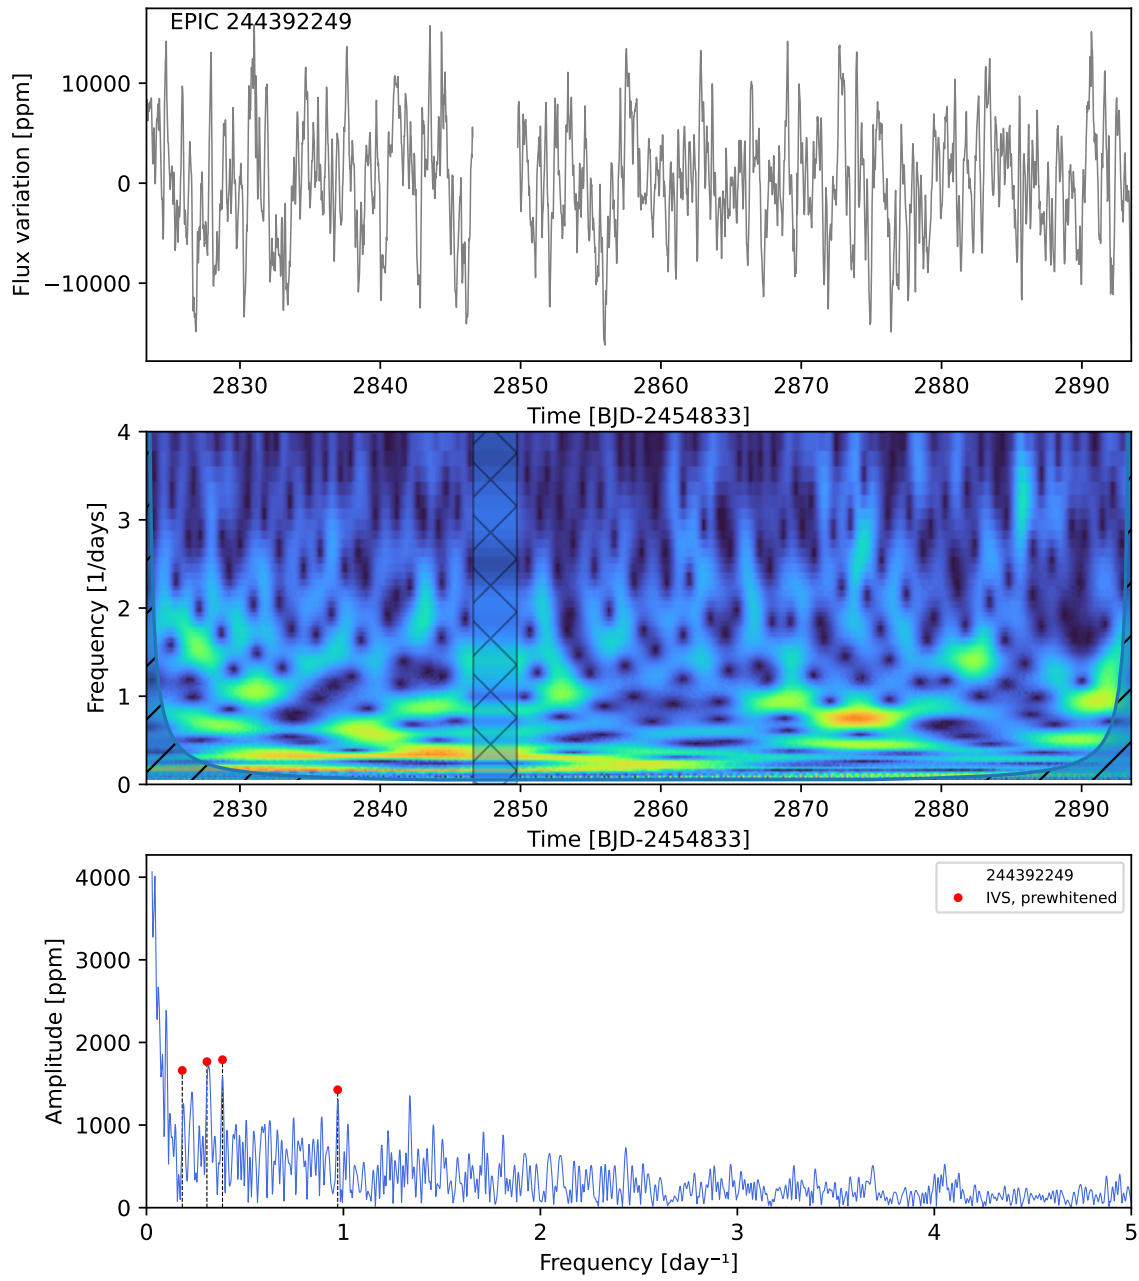 EPIC 244392249
Flux variation [ppm]
10000
0
−10000
2830 2840 2850 2860 2870 2880 2890
Time [BJD-2454833]
Frequency [1/days]
4
3
2
1
0
2830 2840 2850 2860 2870 2880 2890
Time [BJD-2454833]
Amplitude [ppm]
4000
3000
2000
1000
0
244392249
IVS, prewhitened
0 1 2 3 4 5
Frequency [day⁻¹]